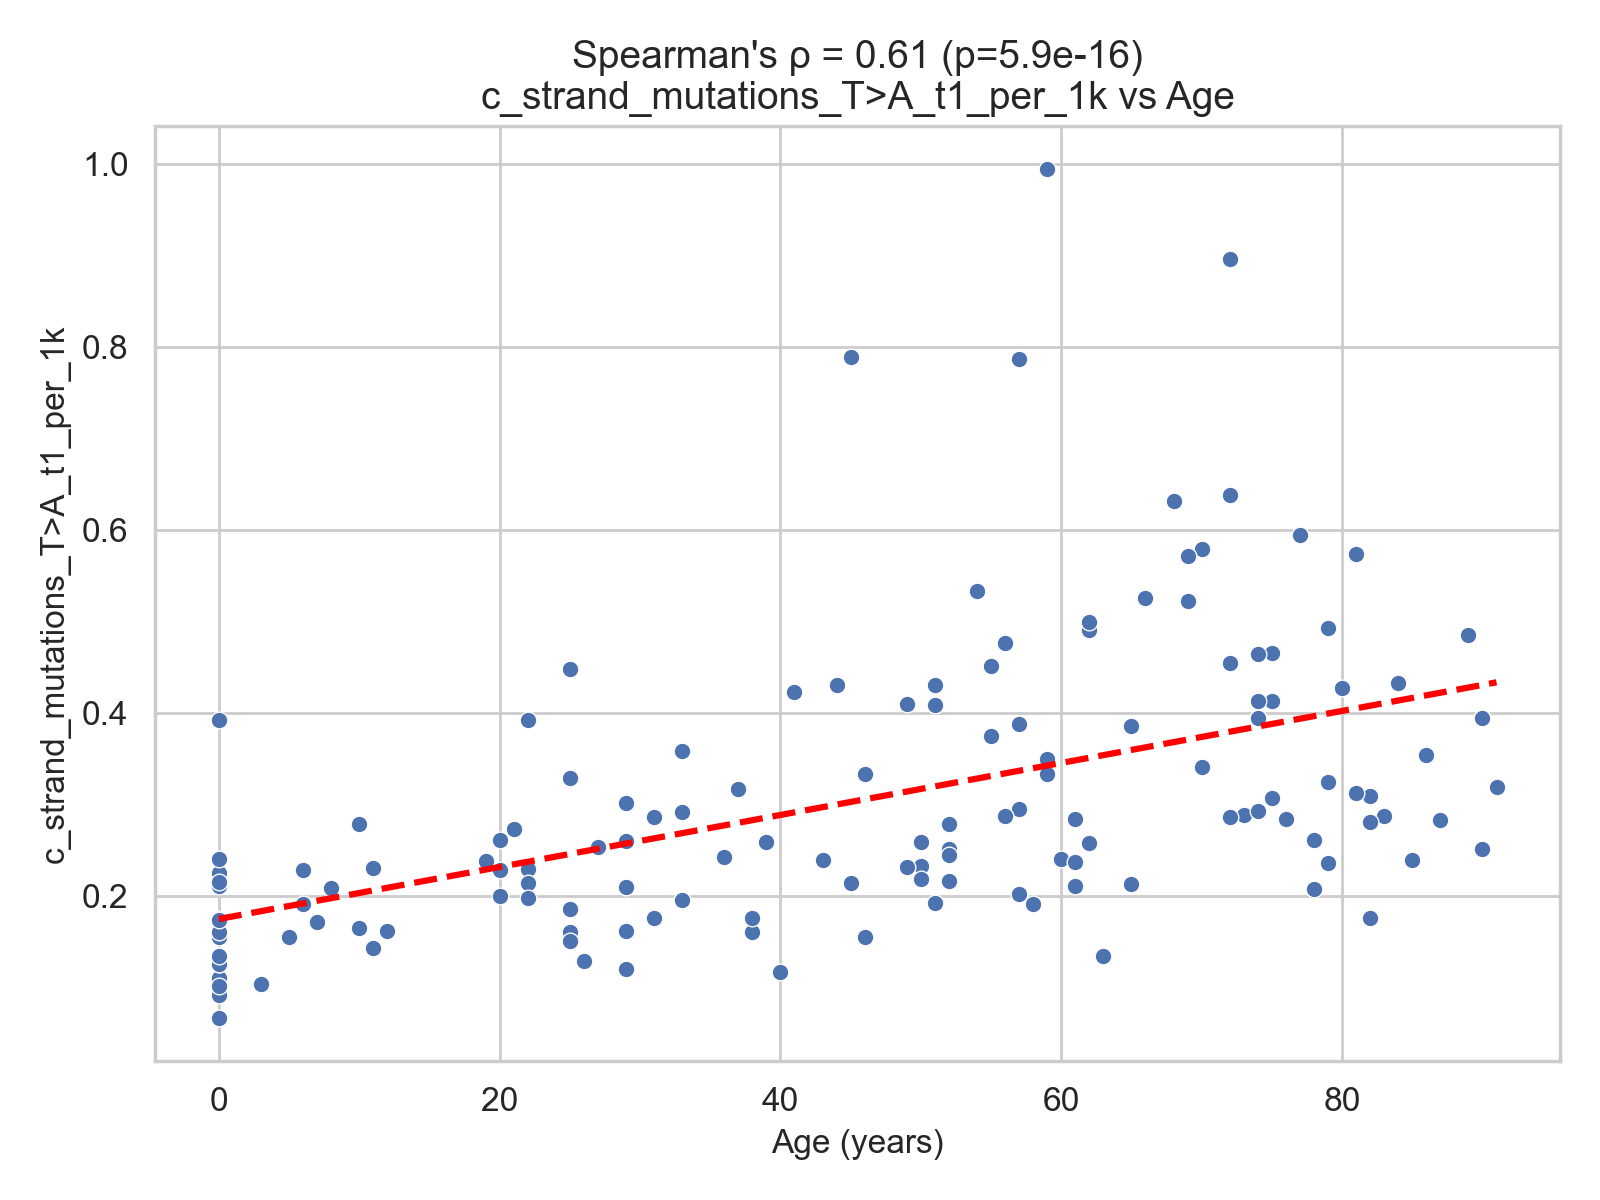 Spearman's ρ = 0.61 (p=5.9e-16)
c_strand_mutations_T>A_t1_per_1k vs Age
c_strand_mutations_T>A_t1_per_1k
1.0
0.8
0.6
0.4
0.2
0
20
40
60
80
Age (years)